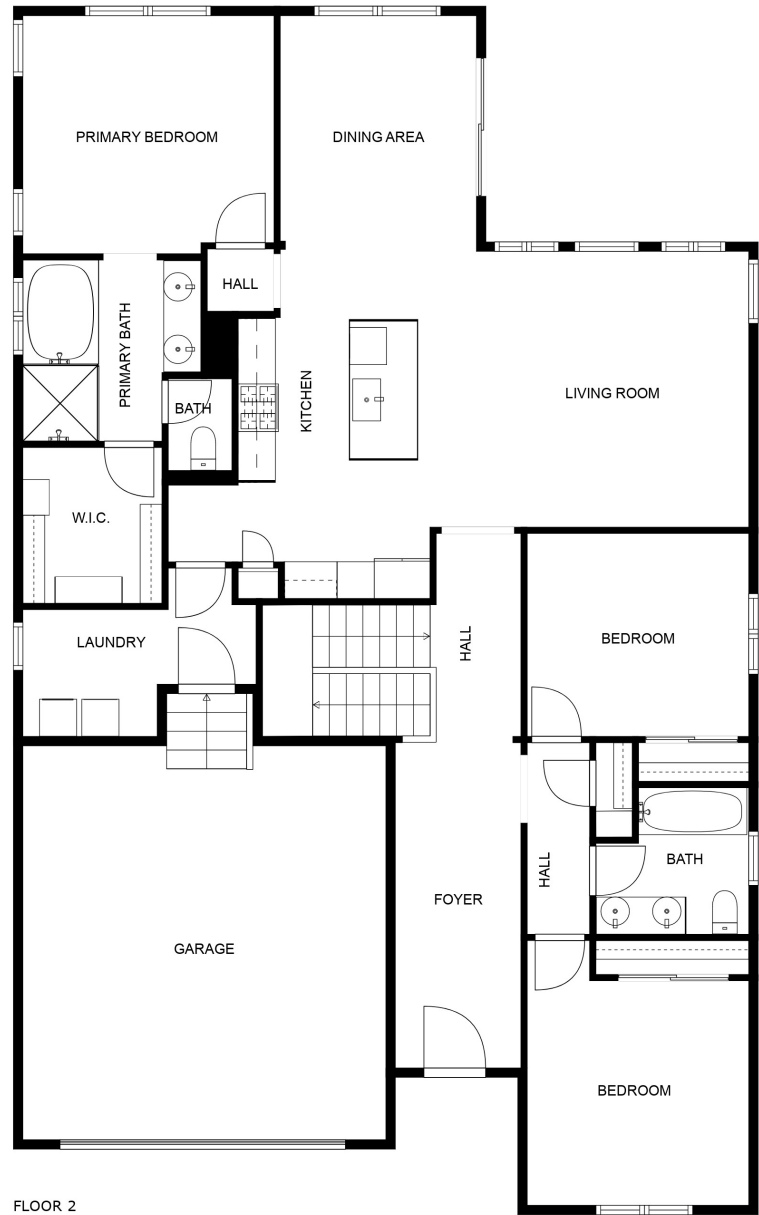 PRIMARY BEDROOM
DINING AREA
HALL
PRIMARY BATH
KITCHEN
LIVING ROOM
BATH
W.I.C.
LAUNDRY
HALL
BEDROOM
BATH
HALL
FOYER
GARAGE
BEDROOM
FLOOR 2